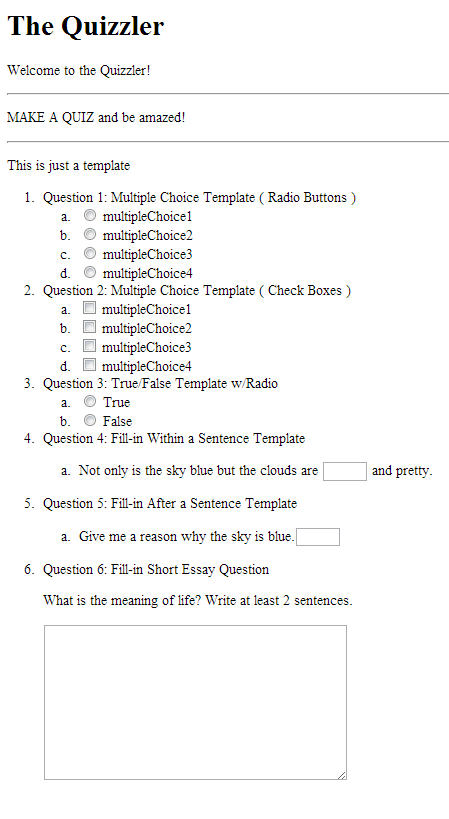 The Quizzler
Welcome to the Quizzler!
MAKE A QUIZ and be amazed!
This is just a template
1. Question 1: Multiple Choice Template ( Radio Buttons )
a. multipleChoice1
b. multipleChoice2
c. multipleChoice3
d. multipleChoice4
2. Question 2: Multiple Choice Template ( Check Boxes )
a. multipleChoice1
b. multipleChoice2
c. multipleChoice3
d. multipleChoice4
3. Question 3: True/False Template w/Radio
a. True
b. False
4. Question 4: Fill-in Within a Sentence Template
a. Not only is the sky blue but the clouds are and pretty.
5. Question 5: Fill-in After a Sentence Template
a. Give me a reason why the sky is blue.
6. Question 6: Fill-in Short Essay Question
What is the meaning of life? Write at least 2 sentences.